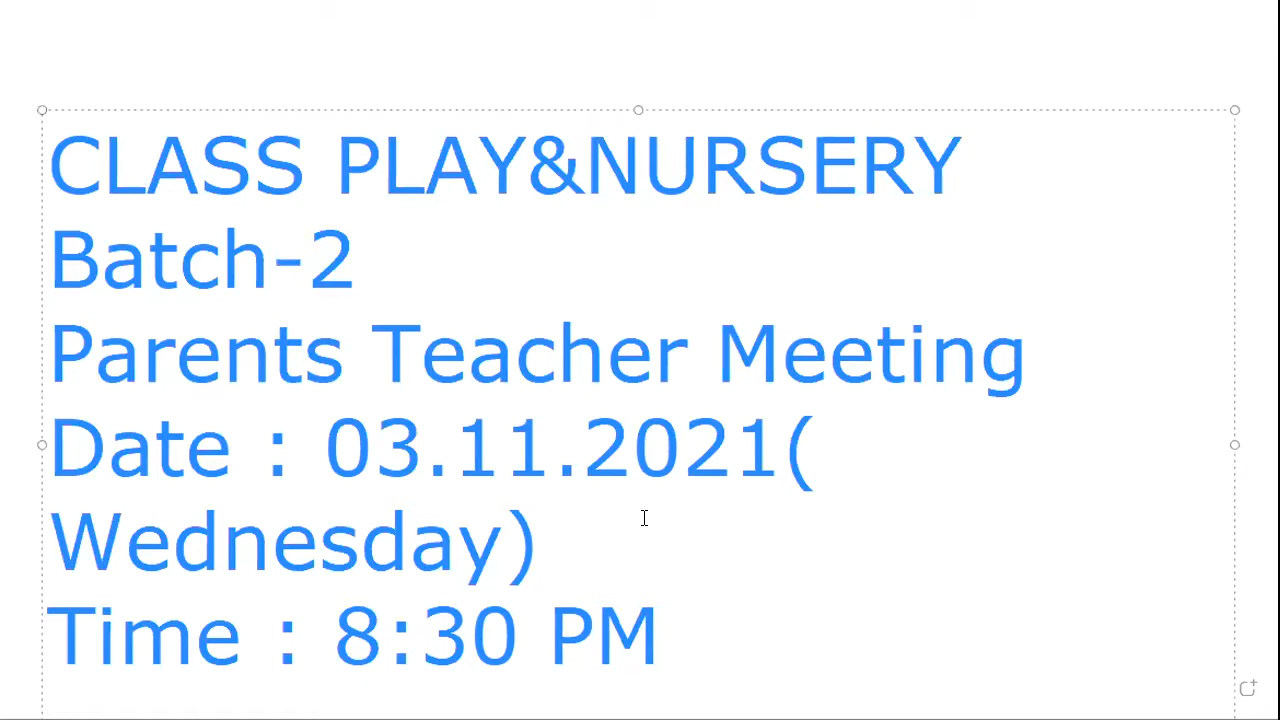 CLASS PLAY&NURSERY
Batch-2
Parents Teacher Meeting
Date : 03.11.2021(
Wednesday)
Time : 8:30 PM